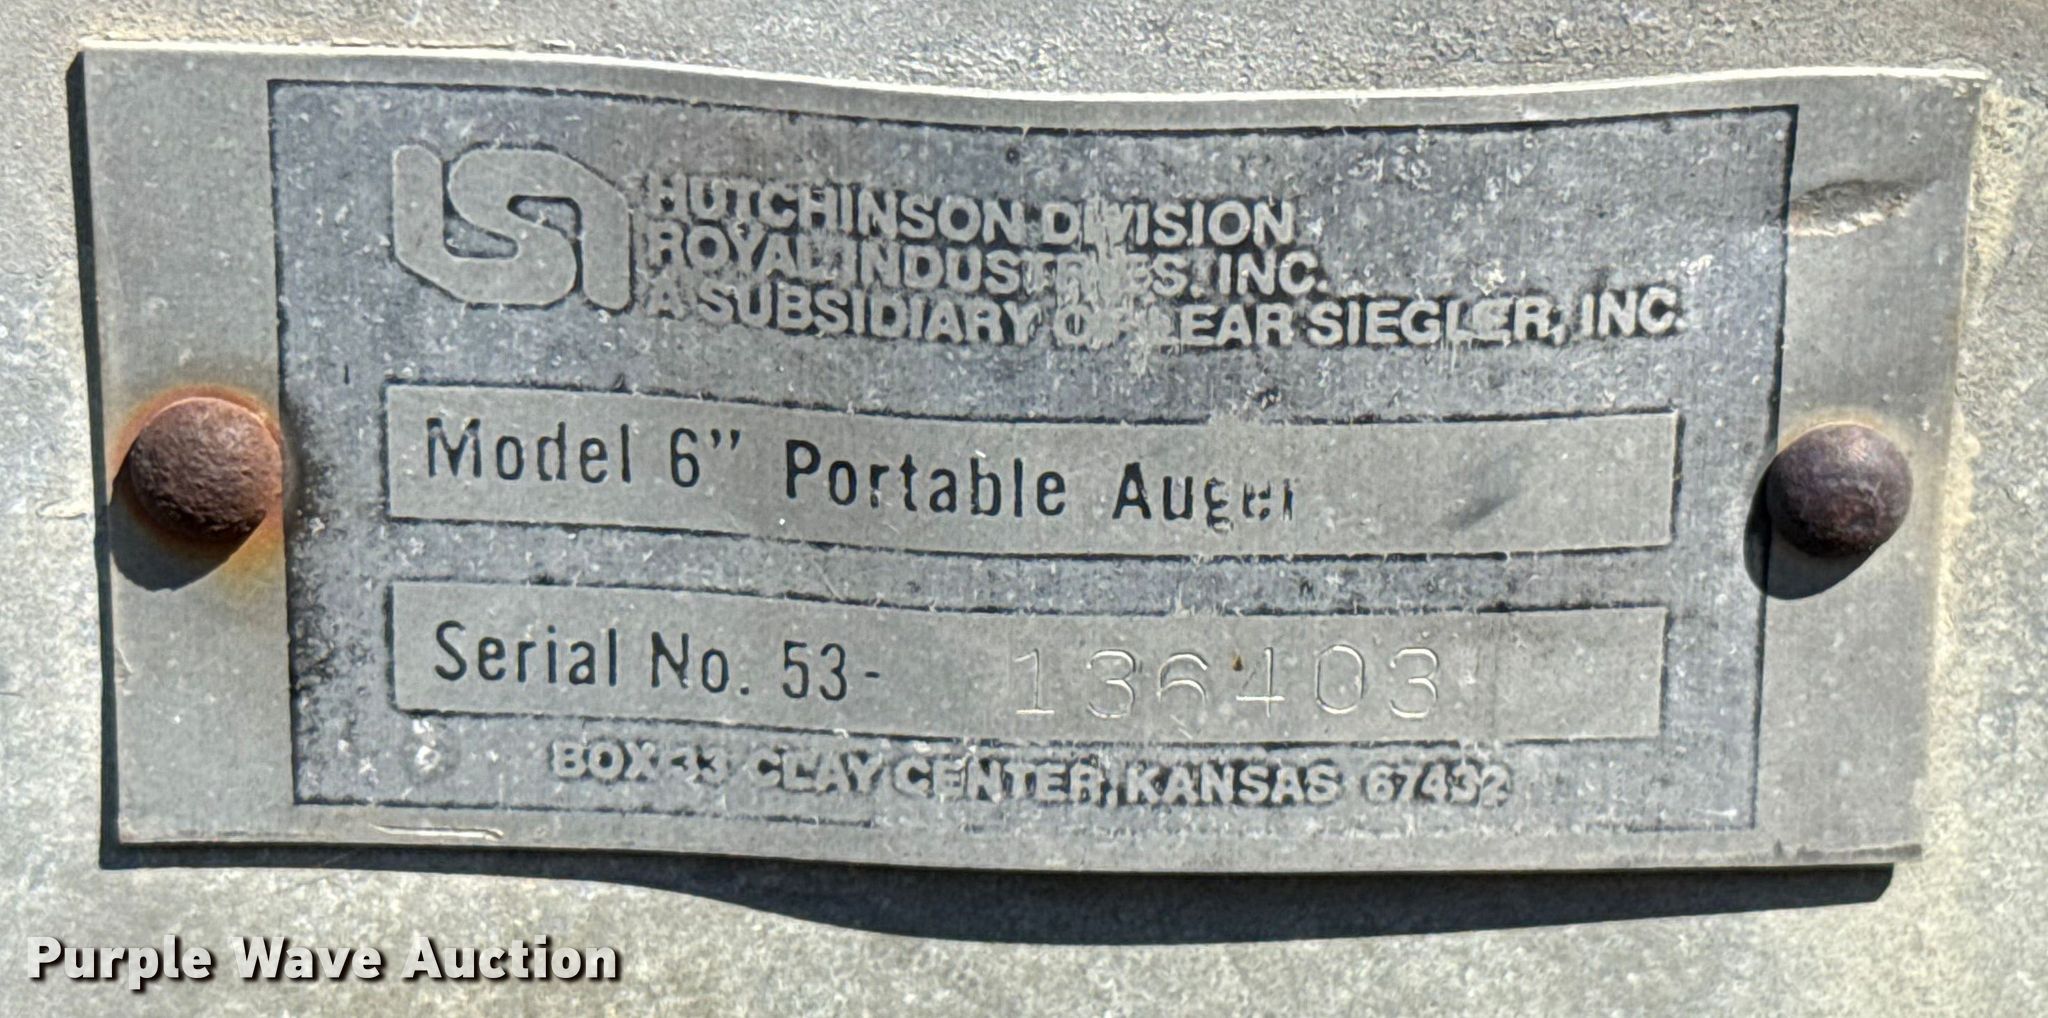 LSI
HUTCHINSON DIVISION
ROYAL INDUSTRIES, INC.
A SUBSIDIARY OF LEAR SIEGLER, INC.
Model 6" Portable Auger
Serial No. 53- 136403
BOX 33 CLAY CENTER, KANSAS 67432
Purple Wave Auction